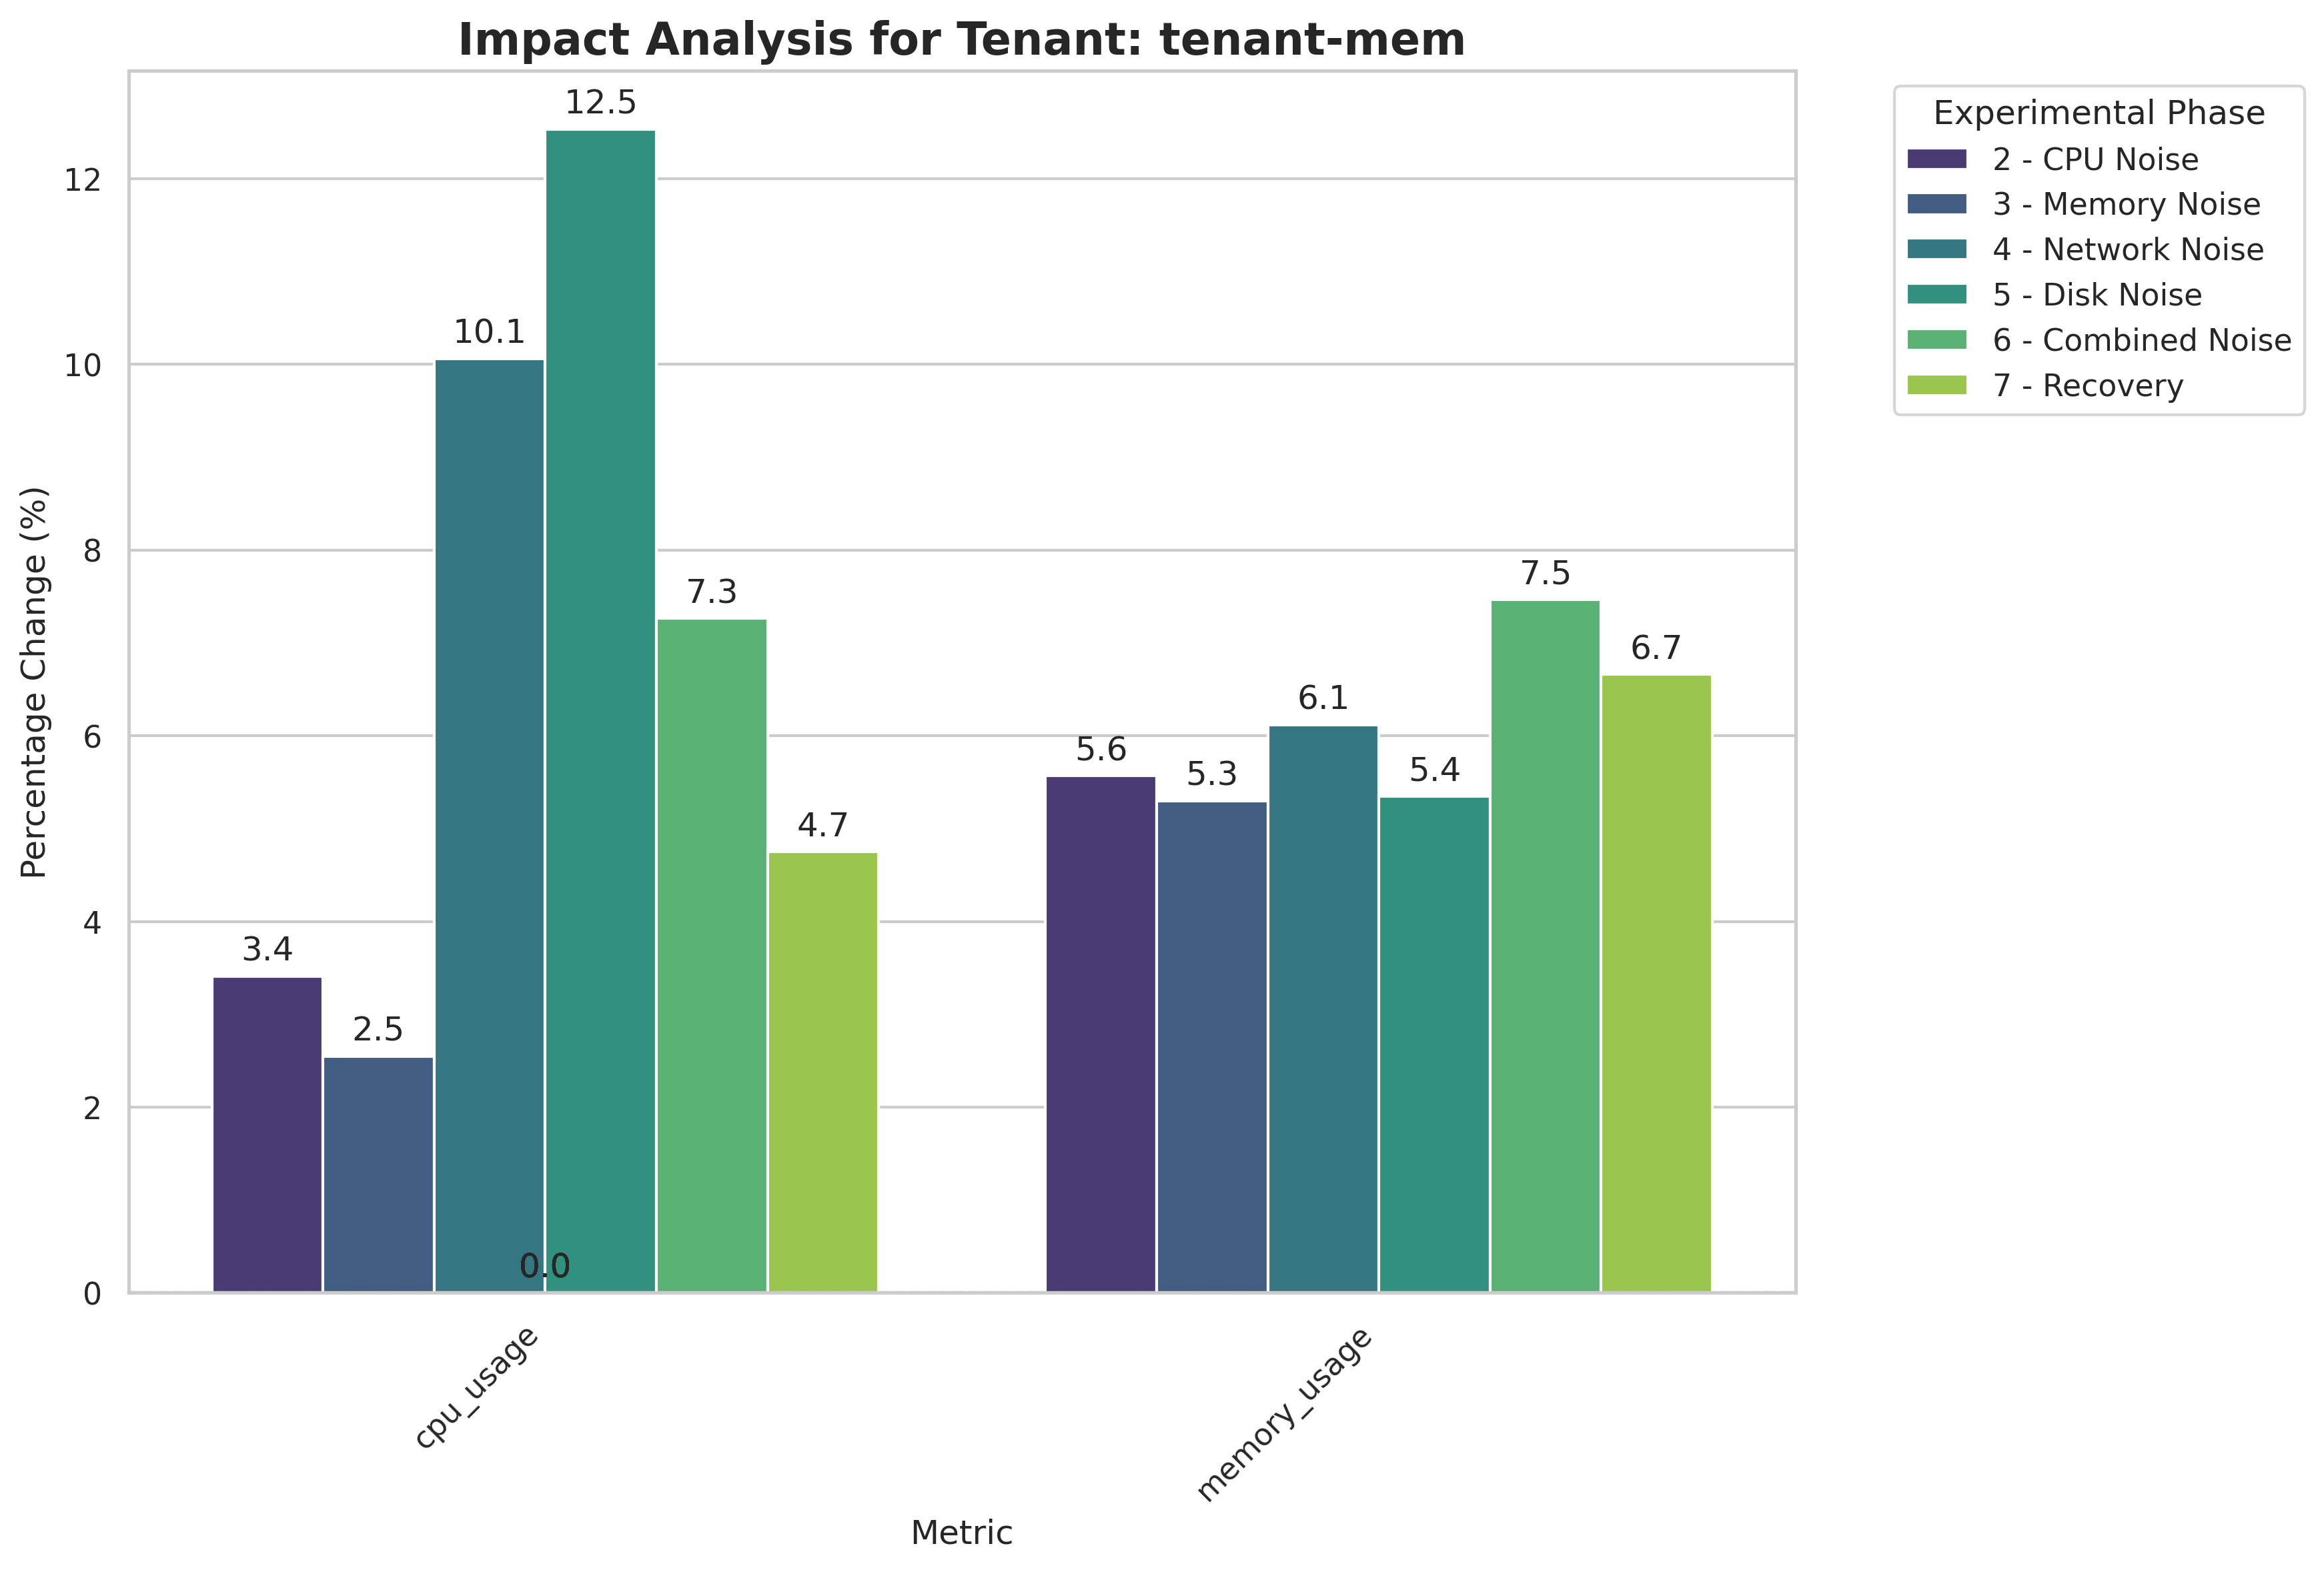 Impact Analysis for Tenant: tenant-mem
Percentage Change (%)
12
10
8
6
4
2
0
3.4
2.5
10.1
12.5
7.3
4.7
0.0
5.6
5.3
6.1
5.4
7.5
6.7
cpu_usage
memory_usage
Metric
Experimental Phase
2 - CPU Noise
3 - Memory Noise
4 - Network Noise
5 - Disk Noise
6 - Combined Noise
7 - Recovery